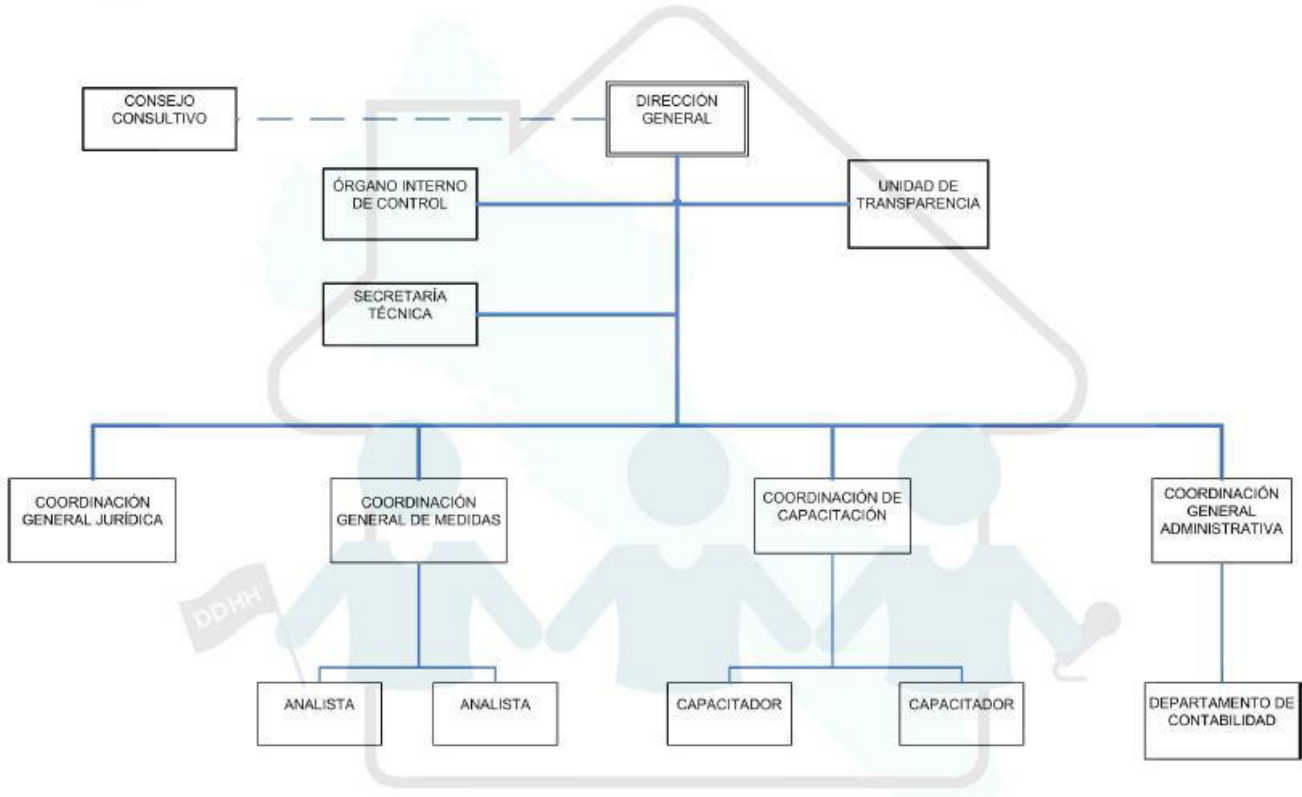 CONSEJO
CONSULTIVO
DIRECCIÓN
GENERAL
ÓRGANO INTERNO
DE CONTROL
UNIDAD DE
TRANSPARENCIA
SECRETARÍA
TÉCNICA
COORDINACIÓN
GENERAL JURÍDICA
COORDINACIÓN
GENERAL DE MEDIDAS
COORDINACIÓN DE
CAPACITACIÓN
COORDINACIÓN
GENERAL
ADMINISTRATIVA
DDHH
ANALISTA
ANALISTA
CAPACITADOR
CAPACITADOR
DEPARTAMENTO DE
CONTABILIDAD